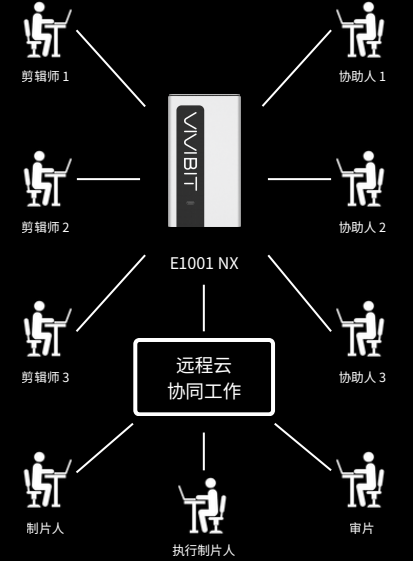 剪辑师 1
协助人 1
VIVIBIT
剪辑师 2
协助人 2
E1001 NX
远程云
协同工作
剪辑师 3
协助人 3
制片人
审片
执行制片人